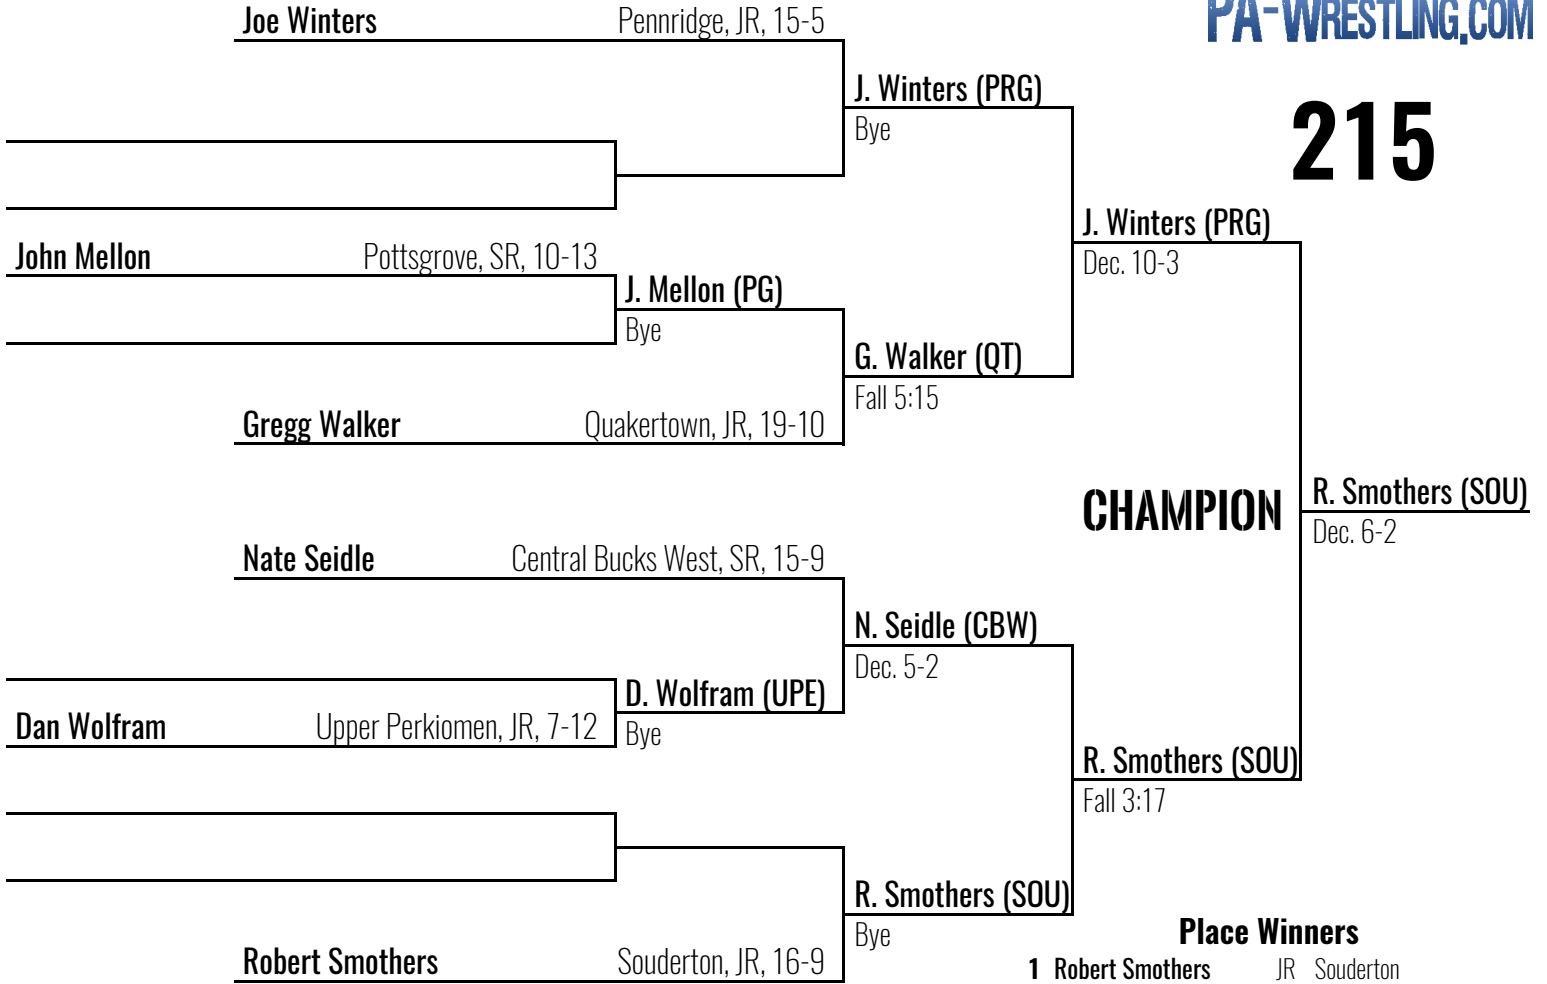 Joe Winters Pennridge, JR, 15-5
PA-WRESTLING.COM
J. Winters (PRG)
Bye
215
J. Winters (PRG)
Dec. 10-3
John Mellon Pottsgrove, SR, 10-13
J. Mellon (PG)
Bye
G. Walker (QT)
Fall 5:15
Gregg Walker Quakertown, JR, 19-10
CHAMPION
R. Smothers (SOU)
Dec. 6-2
Nate Seidle Central Bucks West, SR, 15-9
N. Seidle (CBW)
Dec. 5-2
D. Wolfram (UPE)
Dan Wolfram Upper Perkiomen, JR, 7-12
Bye
R. Smothers (SOU)
Fall 3:17
R. Smothers (SOU)
Bye
Place Winners
Robert Smothers Souderton, JR, 16-9
1 Robert Smothers JR Souderton